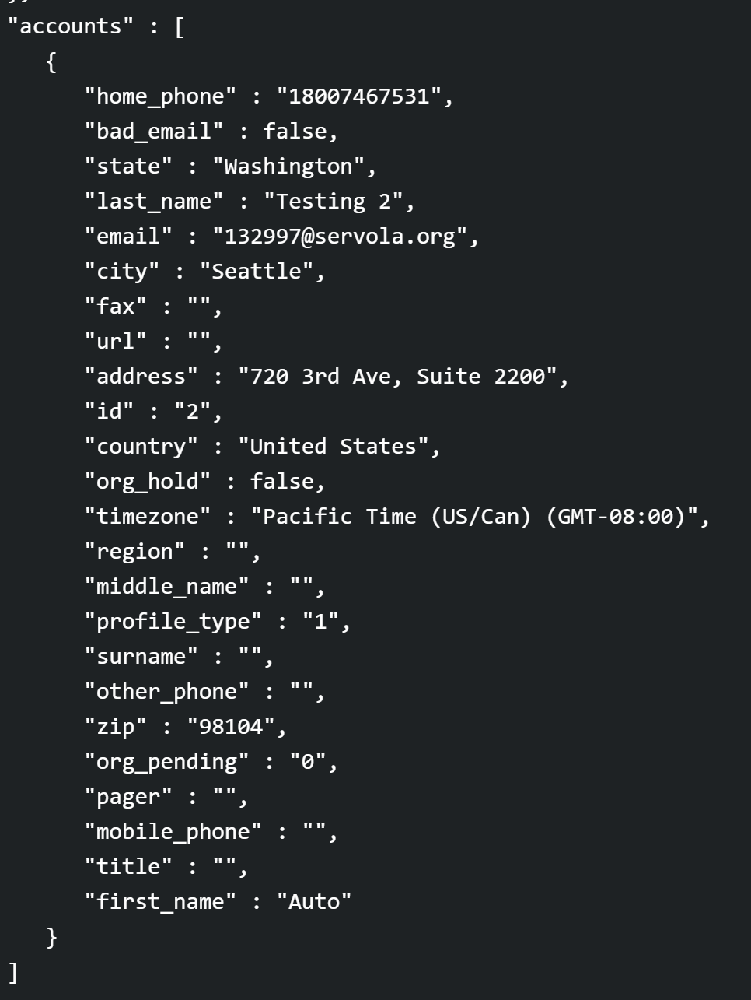 "accounts" : [
   {
      "home_phone" : "18007467531",
      "bad_email" : false,
      "state" : "Washington",
      "last_name" : "Testing 2",
      "email" : "132997@servola.org",
      "city" : "Seattle",
      "fax" : "",
      "url" : "",
      "address" : "720 3rd Ave, Suite 2200",
      "id" : "2",
      "country" : "United States",
      "org_hold" : false,
      "timezone" : "Pacific Time (US/Can) (GMT-08:00)",
      "region" : "",
      "middle_name" : "",
      "profile_type" : "1",
      "surname" : "",
      "other_phone" : "",
      "zip" : "98104",
      "org_pending" : "0",
      "pager" : "",
      "mobile_phone" : "",
      "title" : "",
      "first_name" : "Auto"
   }
]